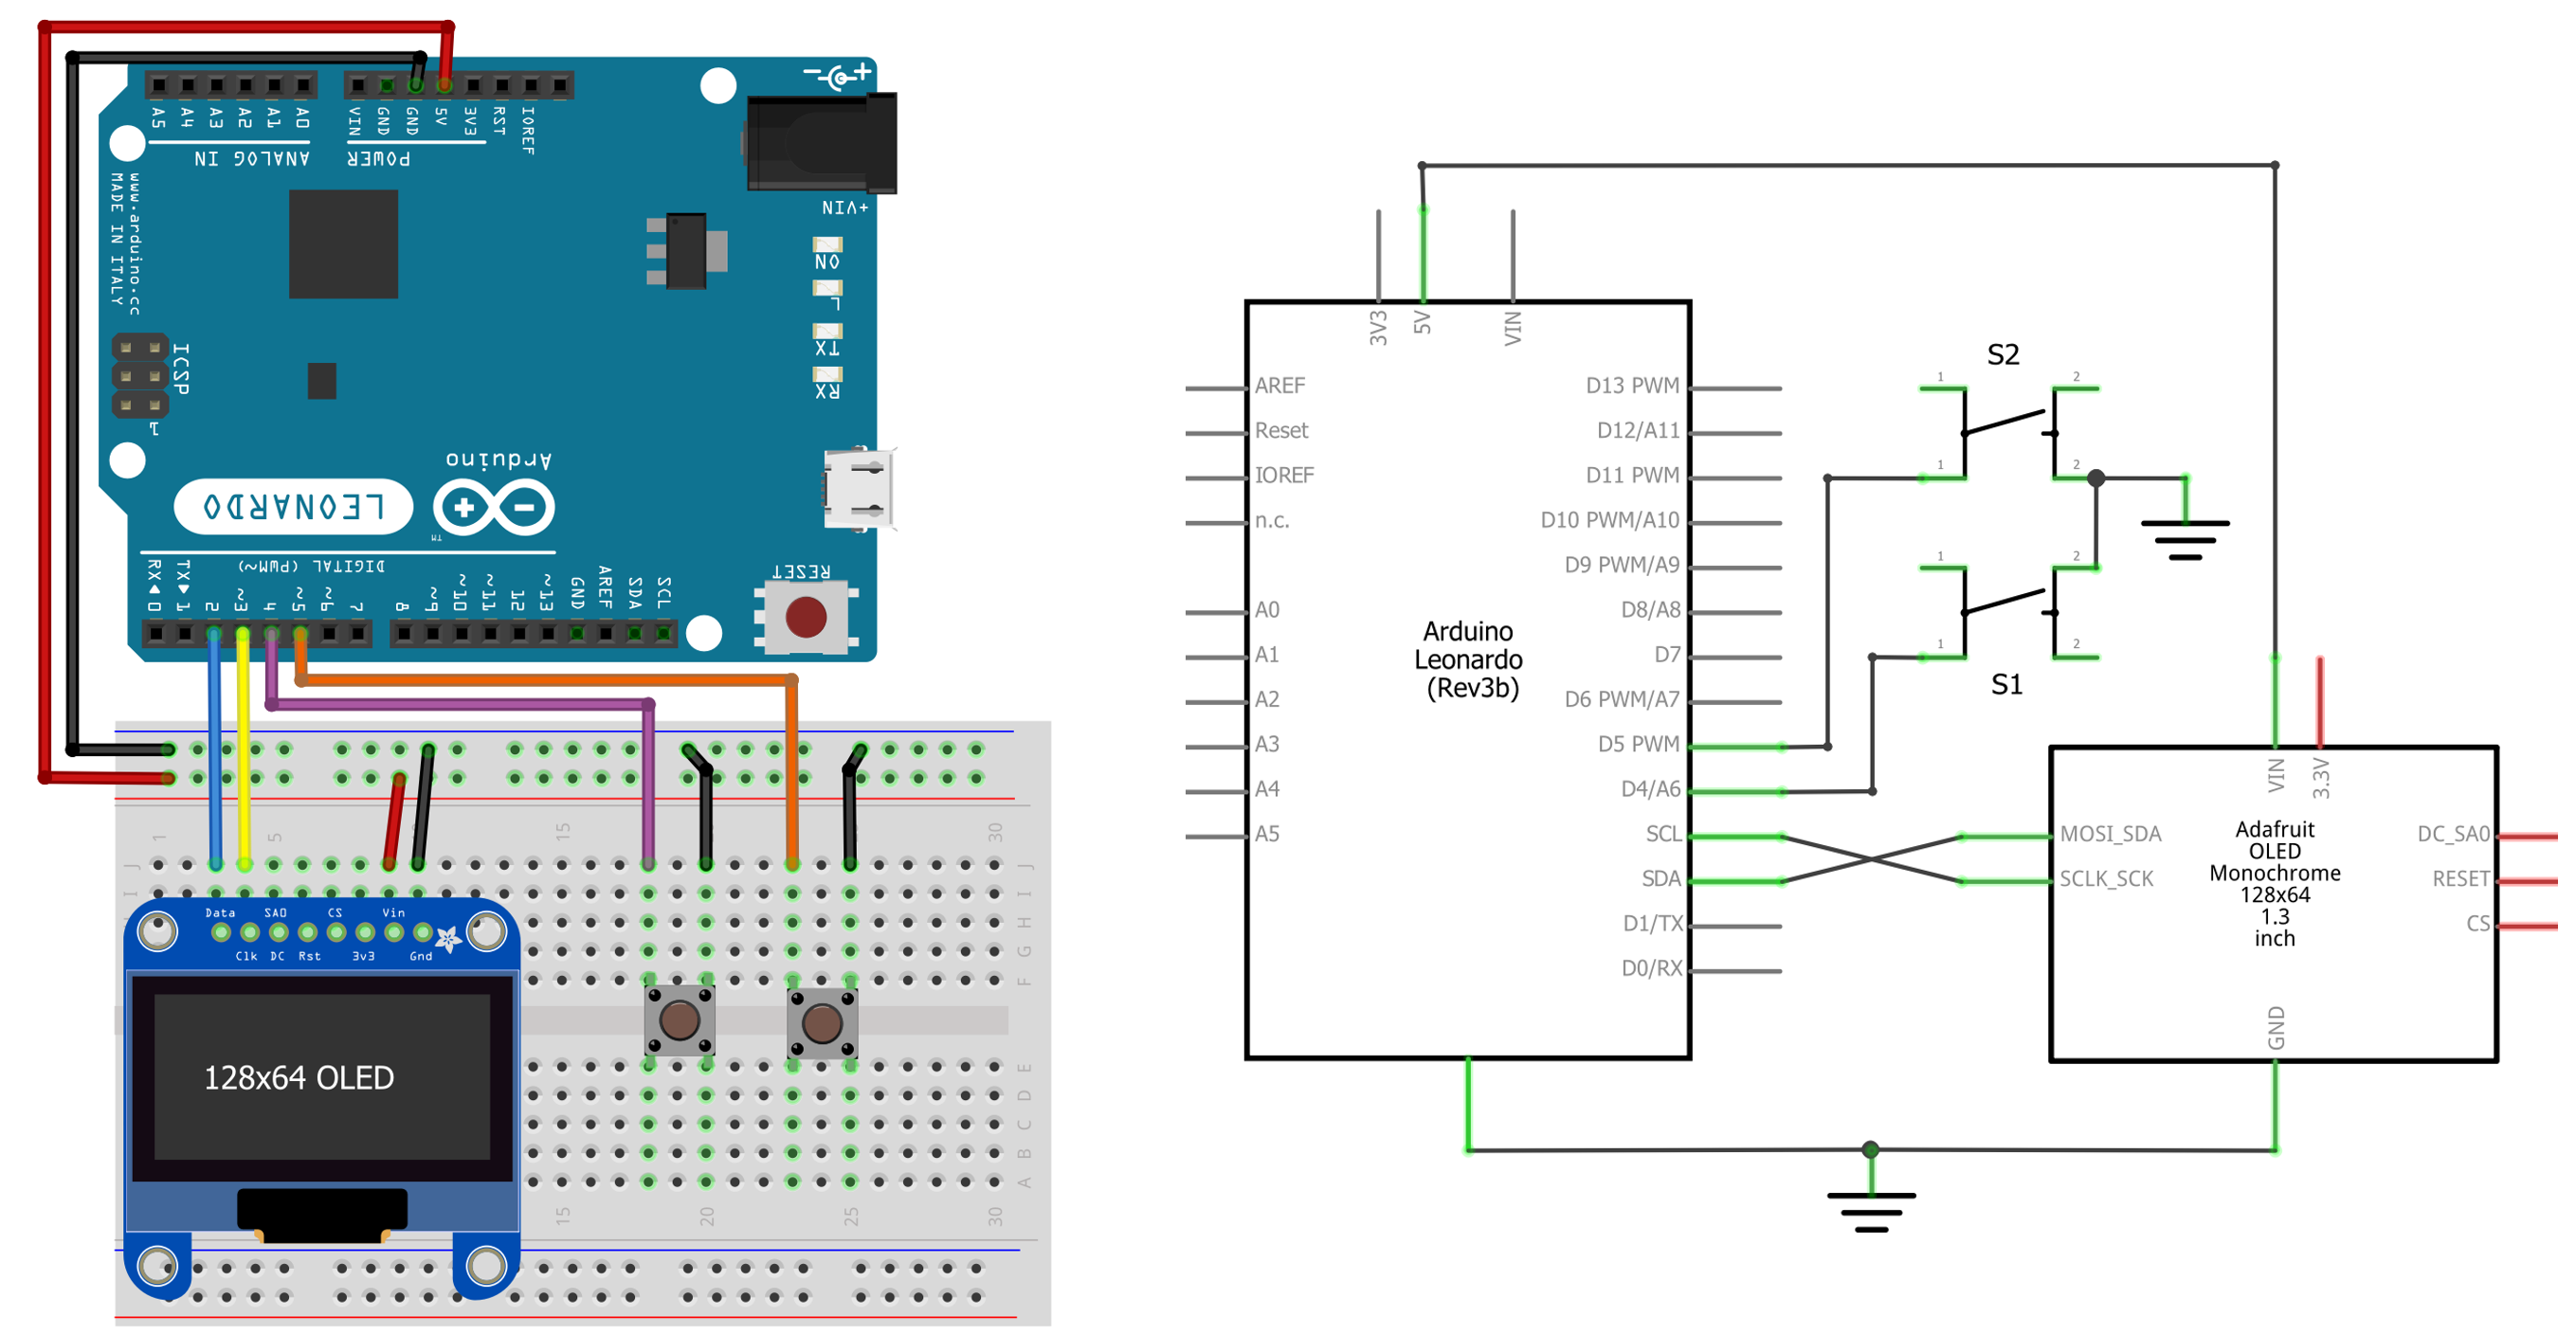 A5 A4 A3 A2 A1 A0
VIN GND GND 5V 3V3 RST IOREF
ANALOG IN
POWER
www.arduino.cc
MADE IN ITALY
- +
+VIN
ON
L
TX
RX
ICSP
1
Arduino
LEONARDO
TM
DIGITAL (PWM~)
RX◄0 TX►1 2 ~3 4 ~5 ~6 7 8 ~9 ~10 ~11 12 ~13 GND AREF SDA SCL
RESET
1 5 15 30
J J
I I
H
G
F
Data SAO CS Vin
Clk DC Rst 3v3 Gnd
128x64 OLED
E
D
C
B
A
15 20 25 30
3V3 5V VIN
AREF
Reset
IOREF
n.c.
A0
A1
A2
A3
A4
A5
Arduino
Leonardo
(Rev3b)
D13 PWM
D12/A11
D11 PWM
D10 PWM/A10
D9 PWM/A9
D8/A8
D7
D6 PWM/A7
D5 PWM
D4/A6
SCL
SDA
D1/TX
D0/RX
S2
1 2
1 2
1 2
1 2
S1
VIN 3.3V
MOSI_SDA
SCLK_SCK
Adafruit
OLED
Monochrome
128x64
1.3
inch
DC_SA0
RESET
CS
GND